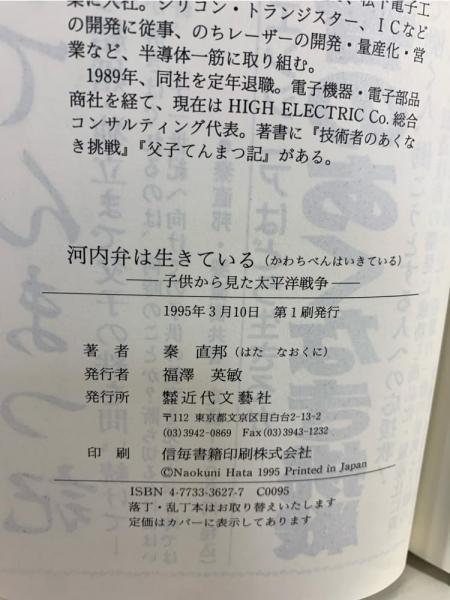 業に入社。シリコン・トランジスター、ICなど
の開発に従事、のちレーザーの開発・量産化・営
業など、半導体一筋に取り組む。
1989年、同社を定年退職。電子機器・電子部品
商社を経て、現在は HIGH ELECTRIC Co. 総合
コンサルティング代表。著書に『技術者のあくな
き挑戦』『父子てんまつ記』がある。
河内弁は生きている(かわちべんはいきている)
――子供から見た太平洋戦争――
1995年3月10日 第1刷発行
著者 秦 直邦(はた なおくに)
発行者 福澤 英敏
発行所 株式会社近代文藝社
〒112 東京都文京区目白台2-13-2
(03)3942-0869 Fax(03)3943-1232
印刷 信毎書籍印刷株式会社
©Naokuni Hata 1995 Printed in Japan
ISBN 4-7733-3627-7 C0095
落丁・乱丁本はお取り替えいたします
定価はカバーに表示してあります